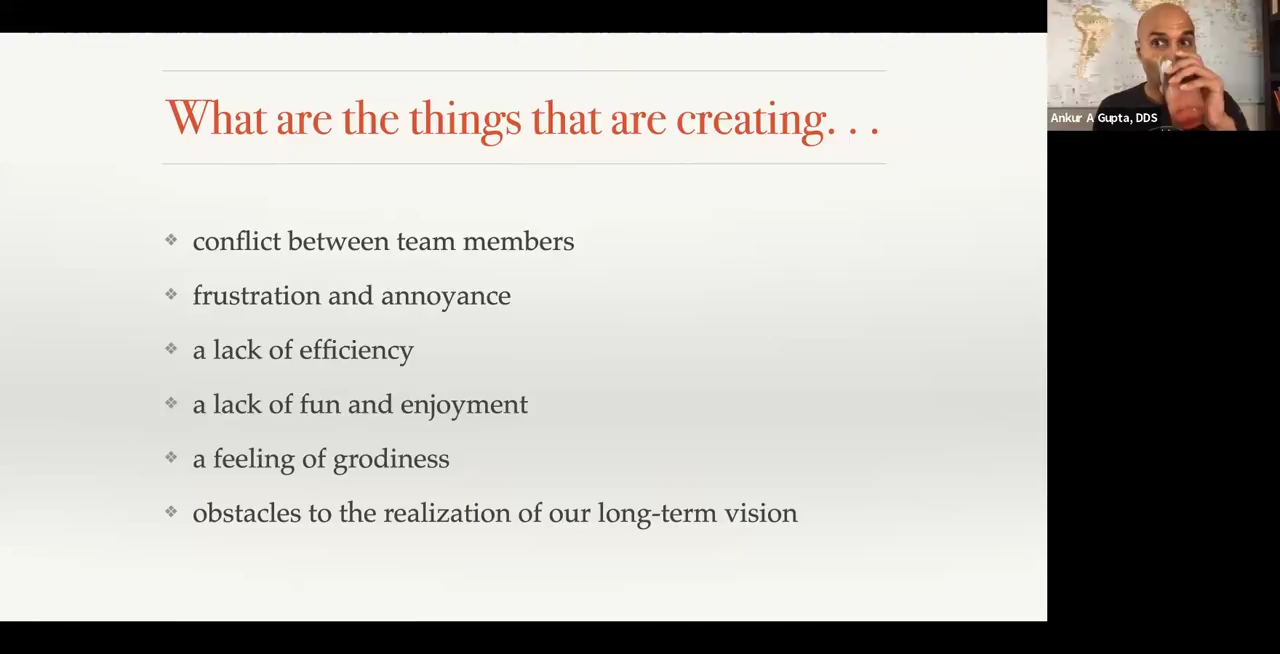 What are the things that are creating. . .
conflict between team members
frustration and annoyance
a lack of efficiency
a lack of fun and enjoyment
a feeling of grodiness
obstacles to the realization of our long-term vision
Ankur A Gupta, DDS